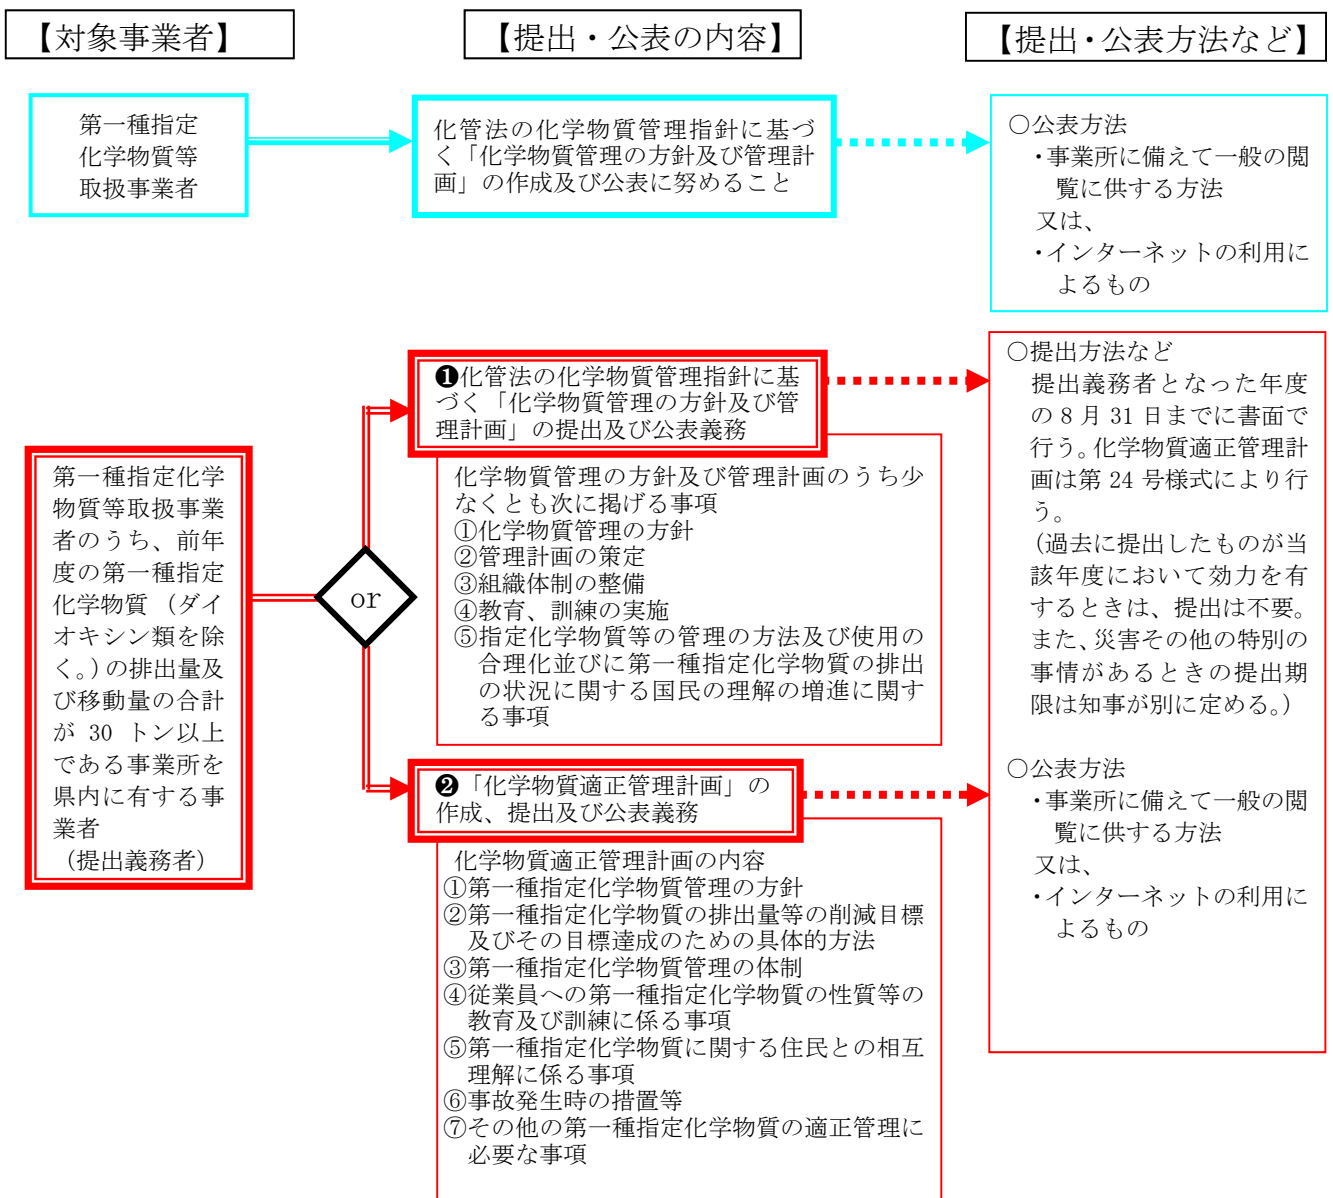 【対象事業者】
【提出・公表の内容】
【提出・公表方法など】
第一種指定
化学物質等
取扱事業者
化管法の化学物質管理指針に基づ
く「化学物質管理の方針及び管理計
画」の作成及び公表に努めること
○公表方法
・事業所に備えて一般の閲
覧に供する方法
又は、
・インターネットの利用に
よるもの
第一種指定化学
物質等取扱事業
者のうち、前年
度の第一種指定
化学物質（ダイ
オキシン類を除
く。）の排出量及
び移動量の合計
が 30 トン以上
である事業所を
県内に有する事
業者
（提出義務者）
or
❶化管法の化学物質管理指針に基
づく「化学物質管理の方針及び管
理計画」の提出及び公表義務
化学物質管理の方針及び管理計画のうち少
なくとも次に掲げる事項
①化学物質管理の方針
②管理計画の策定
③組織体制の整備
④教育、訓練の実施
⑤指定化学物質等の管理の方法及び使用の
合理化並びに第一種指定化学物質の排出
の状況に関する国民の理解の増進に関す
る事項
❷「化学物質適正管理計画」の
作成、提出及び公表義務
化学物質適正管理計画の内容
①第一種指定化学物質管理の方針
②第一種指定化学物質の排出量等の削減目標
及びその目標達成のための具体的方法
③第一種指定化学物質管理の体制
④従業員への第一種指定化学物質の性質等の
教育及び訓練に係る事項
⑤第一種指定化学物質に関する住民との相互
理解に係る事項
⑥事故発生時の措置等
⑦その他の第一種指定化学物質の適正管理に
必要な事項
○提出方法など
提出義務者となった年度
の 8 月 31 日までに書面で
行う。化学物質適正管理計
画は第 24 号様式により行
う。
（過去に提出したものが当
該年度において効力を有
するときは、提出は不要。
また、災害その他の特別の
事情があるときの提出期
限は知事が別に定める。）
○公表方法
・事業所に備えて一般の閲
覧に供する方法
又は、
・インターネットの利用に
よるもの